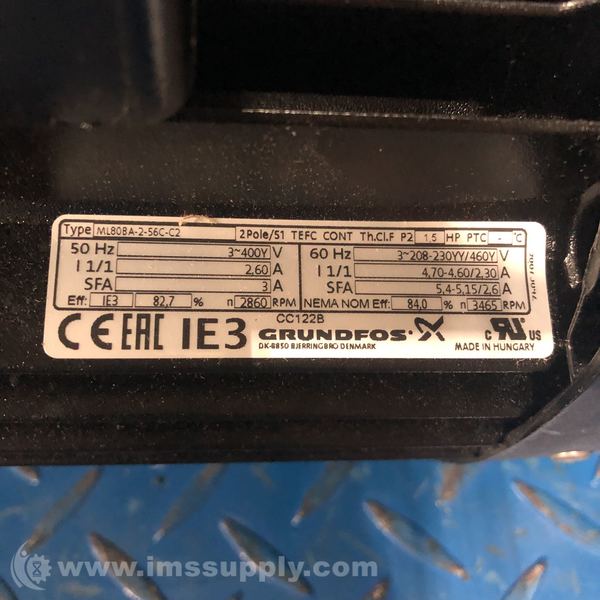 Type ML80BA-2-56C-C2 2Pole/S1 TEFC CONT Th.Cl.F P2 1.5 HP PTC - °C
50 Hz 3~400Y V 60 Hz 3~208-230YY/460Y V
I 1/1 2.60 A I 1/1 4,70-4.60/2.30 A
SFA 3 A SFA 5,4-5,15/2.6 A
Eff: IE3 82,7 % n 2860 RPM NEMA NOM Eff: 84,0 % n 3465 RPM
CC122B
CE EAC IE3 GRUNDFOS c RU US
DK-8850 BJERRINGBRO DENMARK MADE IN HUNGARY
www.imssupply.com